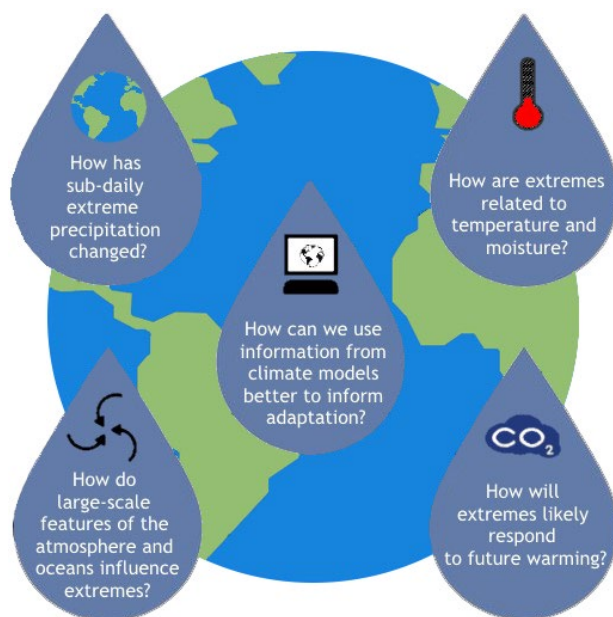 How has
sub-daily
extreme
precipitation
changed?
How are extremes
related to
temperature and
moisture?
How can we use
information from
climate models
better to inform
adaptation?
How do
large-scale
features of the
atmosphere and
oceans influence
extremes?
CO2
How will
extremes likely
respond
to future warming?